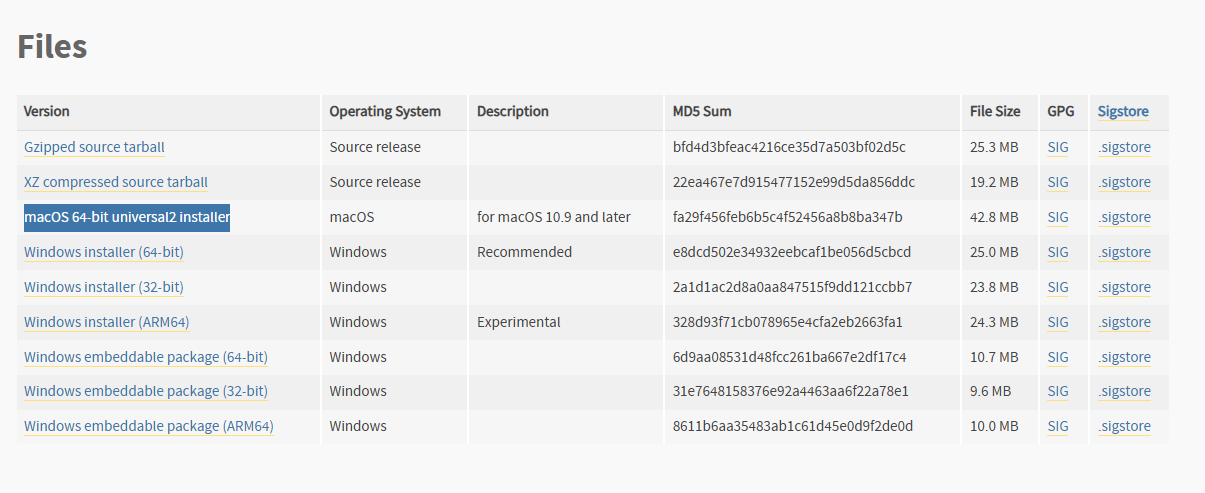 Files
Version Operating System Description MD5 Sum File Size GPG Sigstore
Gzipped source tarball Source release bfd4d3bfeac4216ce35d7a503bf02d5c 25.3 MB SIG .sigstore
XZ compressed source tarball Source release 22ea467e7d915477152e99d5da856ddc 19.2 MB SIG .sigstore
macOS 64-bit universal2 installer macOS for macOS 10.9 and later fa29f456feb6b5c4f52456a8b8ba347b 42.8 MB SIG .sigstore
Windows installer (64-bit) Windows Recommended e8dcd502e34932eebcaf1be056d5cbcd 25.0 MB SIG .sigstore
Windows installer (32-bit) Windows 2a1d1ac2d8a0aa847515f9dd121ccbb7 23.8 MB SIG .sigstore
Windows installer (ARM64) Windows Experimental 328d93f71cb078965e4cfa2eb2663fa1 24.3 MB SIG .sigstore
Windows embeddable package (64-bit) Windows 6d9aa08531d48fcc261ba667e2df17c4 10.7 MB SIG .sigstore
Windows embeddable package (32-bit) Windows 31e7648158376e92a4463aa6f22a78e1 9.6 MB SIG .sigstore
Windows embeddable package (ARM64) Windows 8611b6aa35483ab1c61d45e0d9f2de0d 10.0 MB SIG .sigstore